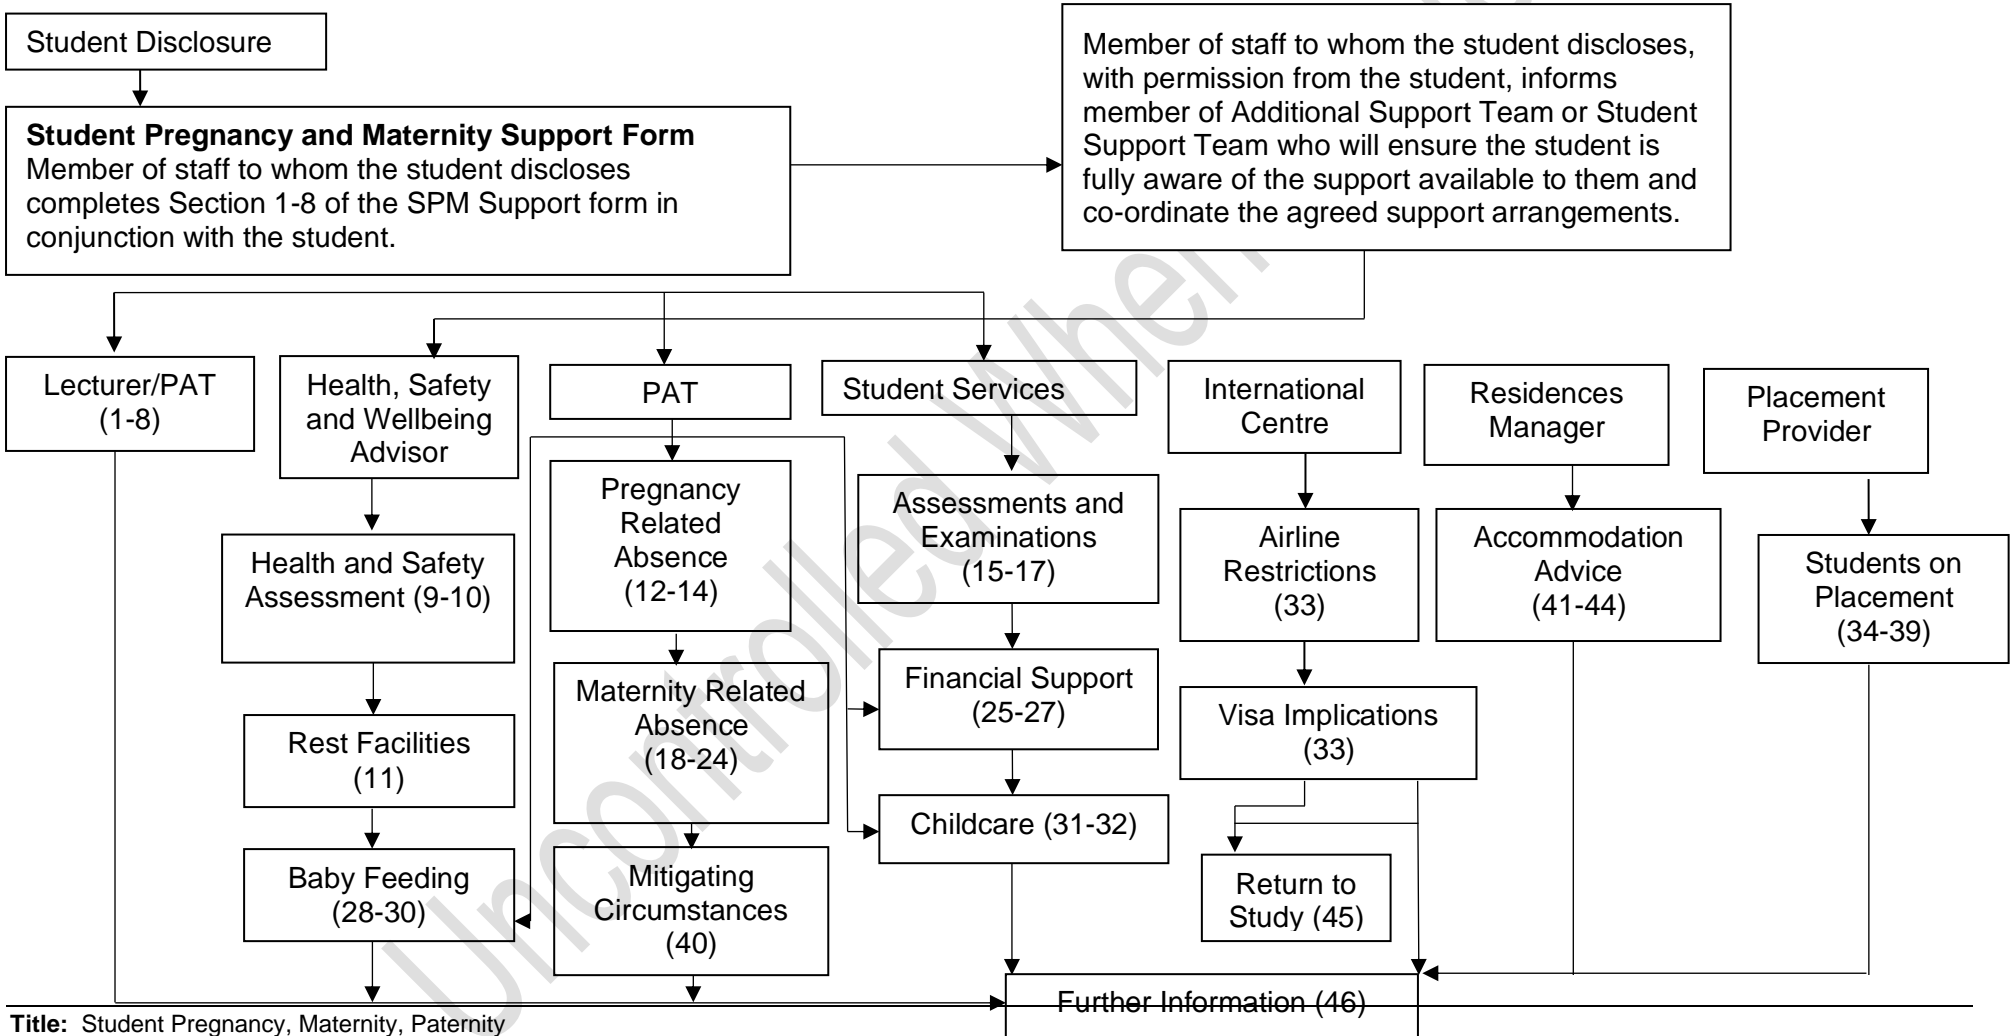 Student Disclosure
Member of staff to whom the student discloses,
with permission from the student, informs
member of Additional Support Team or Student
Support Team who will ensure the student is
fully aware of the support available to them and
co-ordinate the agreed support arrangements.
Student Pregnancy and Maternity Support Form
Member of staff to whom the student discloses
completes Section 1-8 of the SPM Support form in
conjunction with the student.
Lecturer/PAT
(1-8)
Health, Safety
and Wellbeing
Advisor
PAT
Student Services
International
Centre
Residences
Manager
Placement
Provider
Health and Safety
Assessment (9-10)
Pregnancy
Related
Absence
(12-14)
Assessments and
Examinations
(15-17)
Airline
Restrictions
(33)
Accommodation
Advice
(41-44)
Students on
Placement
(34-39)
Rest Facilities
(11)
Maternity Related
Absence
(18-24)
Financial Support
(25-27)
Visa Implications
(33)
Baby Feeding
(28-30)
Mitigating
Circumstances
(40)
Childcare (31-32)
Return to
Study (45)
Further Information (46)
Title: Student Pregnancy, Maternity, Paternity
Uncontrolled When